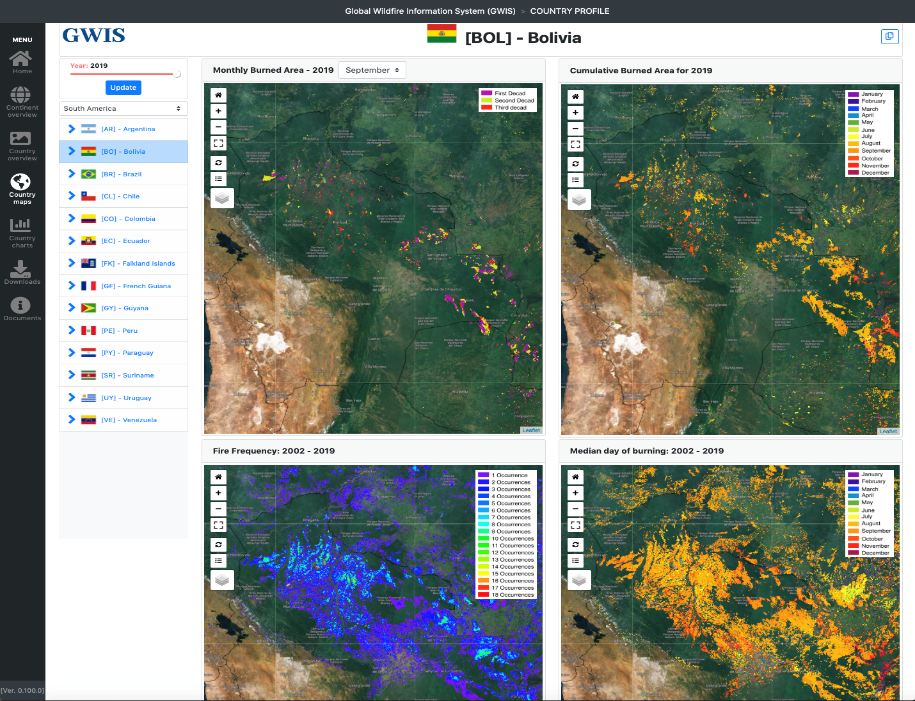 Global Wildfire Information System (GWIS) > COUNTRY PROFILE
MENU
Home
Continent
overview
Country
overview
Country
maps
Country
charts
Downloads
Documents
[Ver. 0.100.0]
GWIS
[BOL] - Bolivia
Year: 2019
Update
South America
[AR] - Argentina
[BO] - Bolivia
[BR] - Brazil
[CL] - Chile
[CO] - Colombia
[EC] - Ecuador
[FK] - Falkland Islands
[GF] - French Guiana
[GY] - Guyana
[PE] - Peru
[PY] - Paraguay
[SR] - Suriname
[UY] - Uruguay
[VE] - Venezuela
Monthly Burned Area - 2019 September
First Decad
Second Decad
Third decad
Leaflet
Cumulative Burned Area for 2019
January
February
March
April
May
June
July
August
September
October
November
December
Leaflet
Fire Frequency: 2002 - 2019
1 Occurrence
2 Occurrences
3 Occurrences
4 Occurrences
5 Occurrences
6 Occurrences
7 Occurrences
8 Occurrences
9 Occurrences
10 Occurrences
11 Occurrences
12 Occurrences
13 Occurrences
14 Occurrences
15 Occurrences
16 Occurrences
17 Occurrences
18 Occurrences
Median day of burning: 2002 - 2019
January
February
March
April
May
June
July
August
September
October
November
December